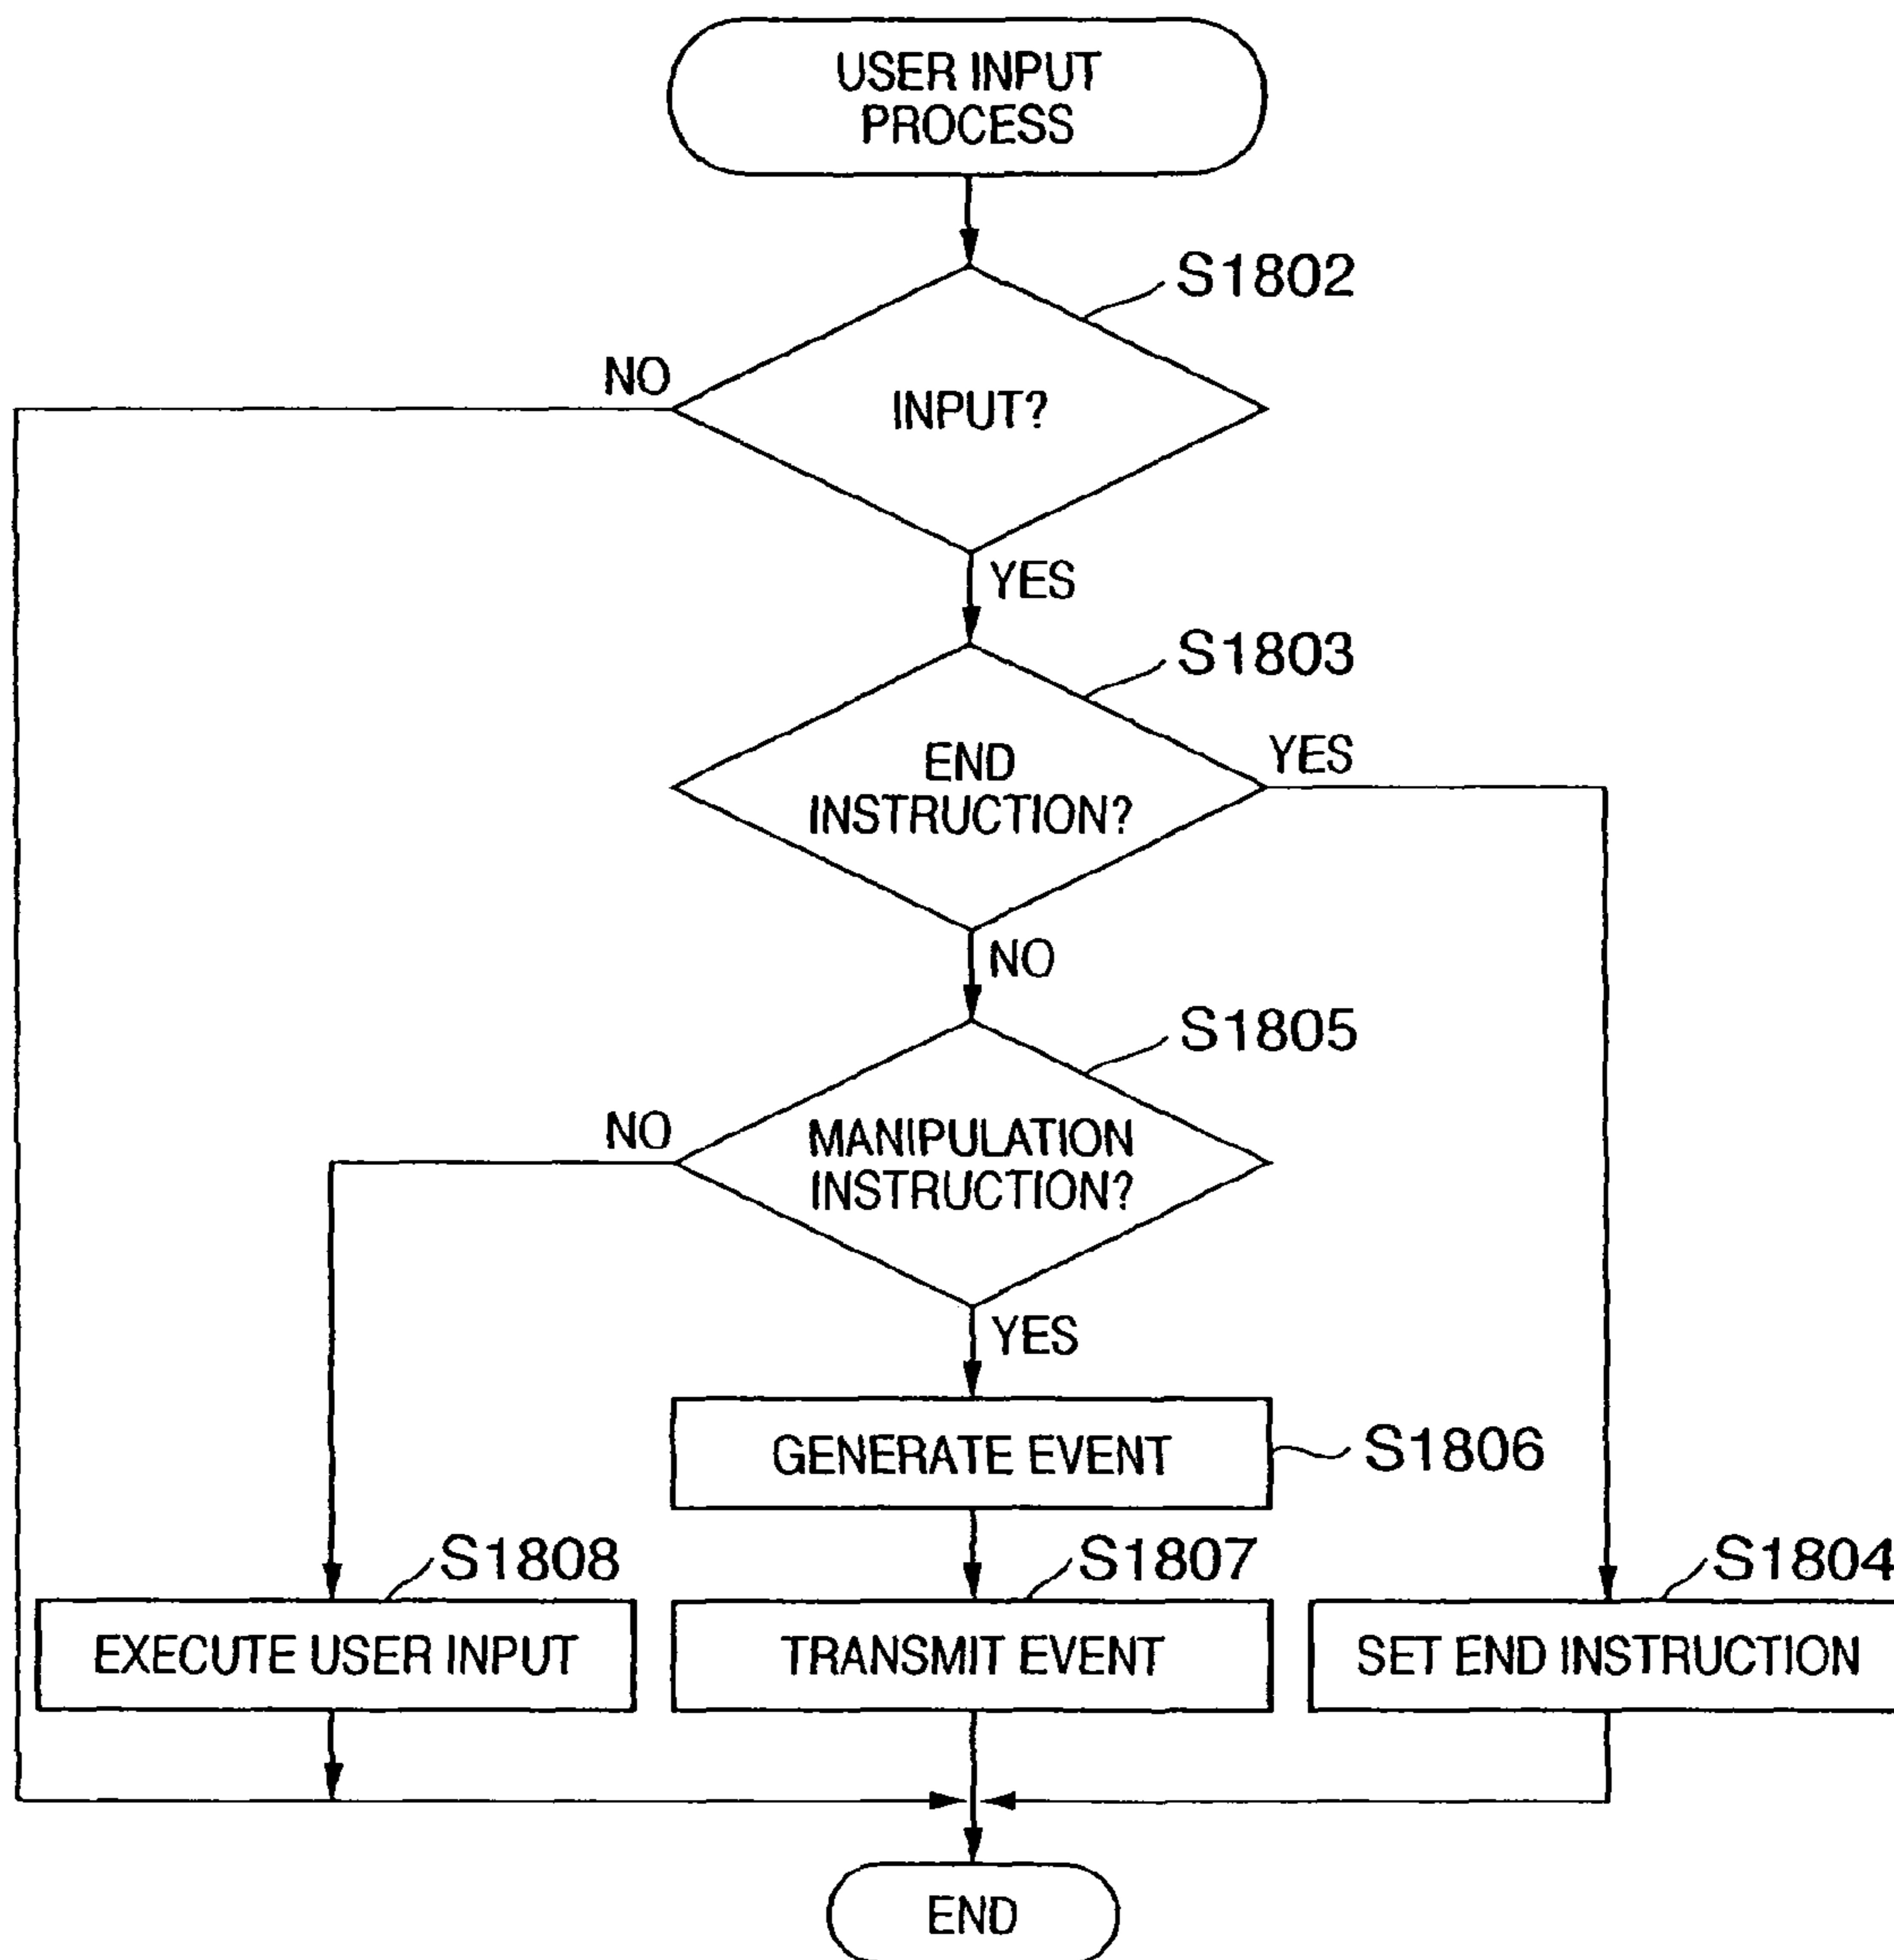 USER INPUT
PROCESS
S1802
NO
INPUT?
YES
S1803
END
INSTRUCTION?
YES
NO
S1805
NO
MANIPULATION
INSTRUCTION?
YES
GENERATE EVENT
S1806
S1808
S1807
S1804
EXECUTE USER INPUT
TRANSMIT EVENT
SET END INSTRUCTION
END